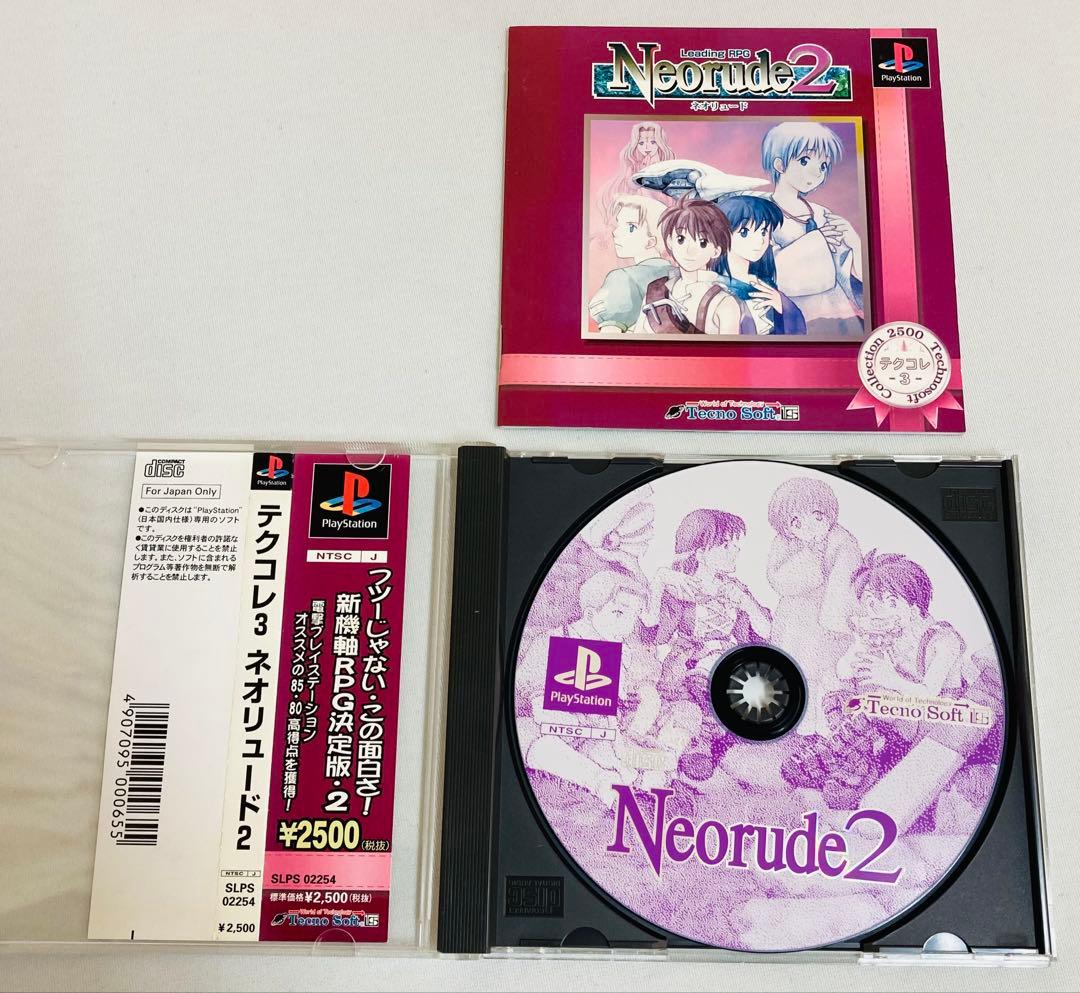 Leading RPG
Neorude2
ネオリュード
PlayStation
Collection 2500 Technosoft
テクコレ
- 3 -
World of Technology
Tecno Soft
COMPACT
disc
For Japan Only
●このディスクは"PlayStation"
(日本国内仕様)専用のソフト
です。
●このディスクを権利者の許諾な
く賃貸業に使用することを禁止
します。また、ソフトに含まれる
プログラム等著作物を無断で解
析することを禁止します。
4 907095 000655
PlayStation
テクコレ3 ネオリュード2
NTSC J
SLPS
02254
¥2,500
PlayStation
NTSC J
フツーじゃない・この面白さ!
新機軸RPG決定版・2
電撃プレイステーション
オススメの85・80高得点を獲得!
¥2500(税抜)
SLPS 02254
標準価格¥2,500(税抜)
World of Technology
Tecno Soft
PlayStation
NTSC J
World of Technology
Tecno Soft
Neorude2